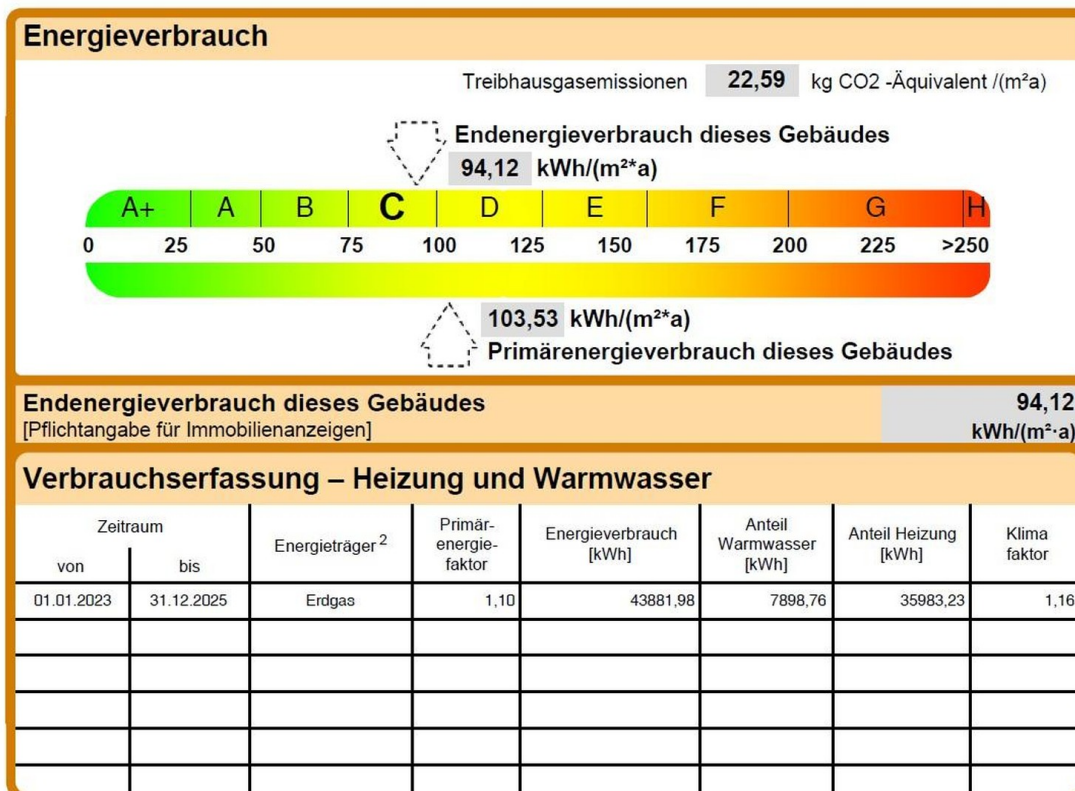 Energieverbrauch
Treibhausgasemissionen 22,59 kg CO2 -Äquivalent /(m²a)
Endenergieverbrauch dieses Gebäudes
94,12 kWh/(m²*a)
A+ A B C D E F G H
0 25 50 75 100 125 150 175 200 225 >250
103,53 kWh/(m²*a)
Primärenergieverbrauch dieses Gebäudes
Endenergieverbrauch dieses Gebäudes 94,12
[Pflichtangabe für Immobilienanzeigen] kWh/(m²·a)
Verbrauchserfassung – Heizung und Warmwasser
Zeitraum
von bis
Energieträger 2
Primär-
energie-
faktor
Energieverbrauch
[kWh]
Anteil
Warmwasser
[kWh]
Anteil Heizung
[kWh]
Klima
faktor
01.01.2023 31.12.2025 Erdgas 1,10 43881,98 7898,76 35983,23 1,16